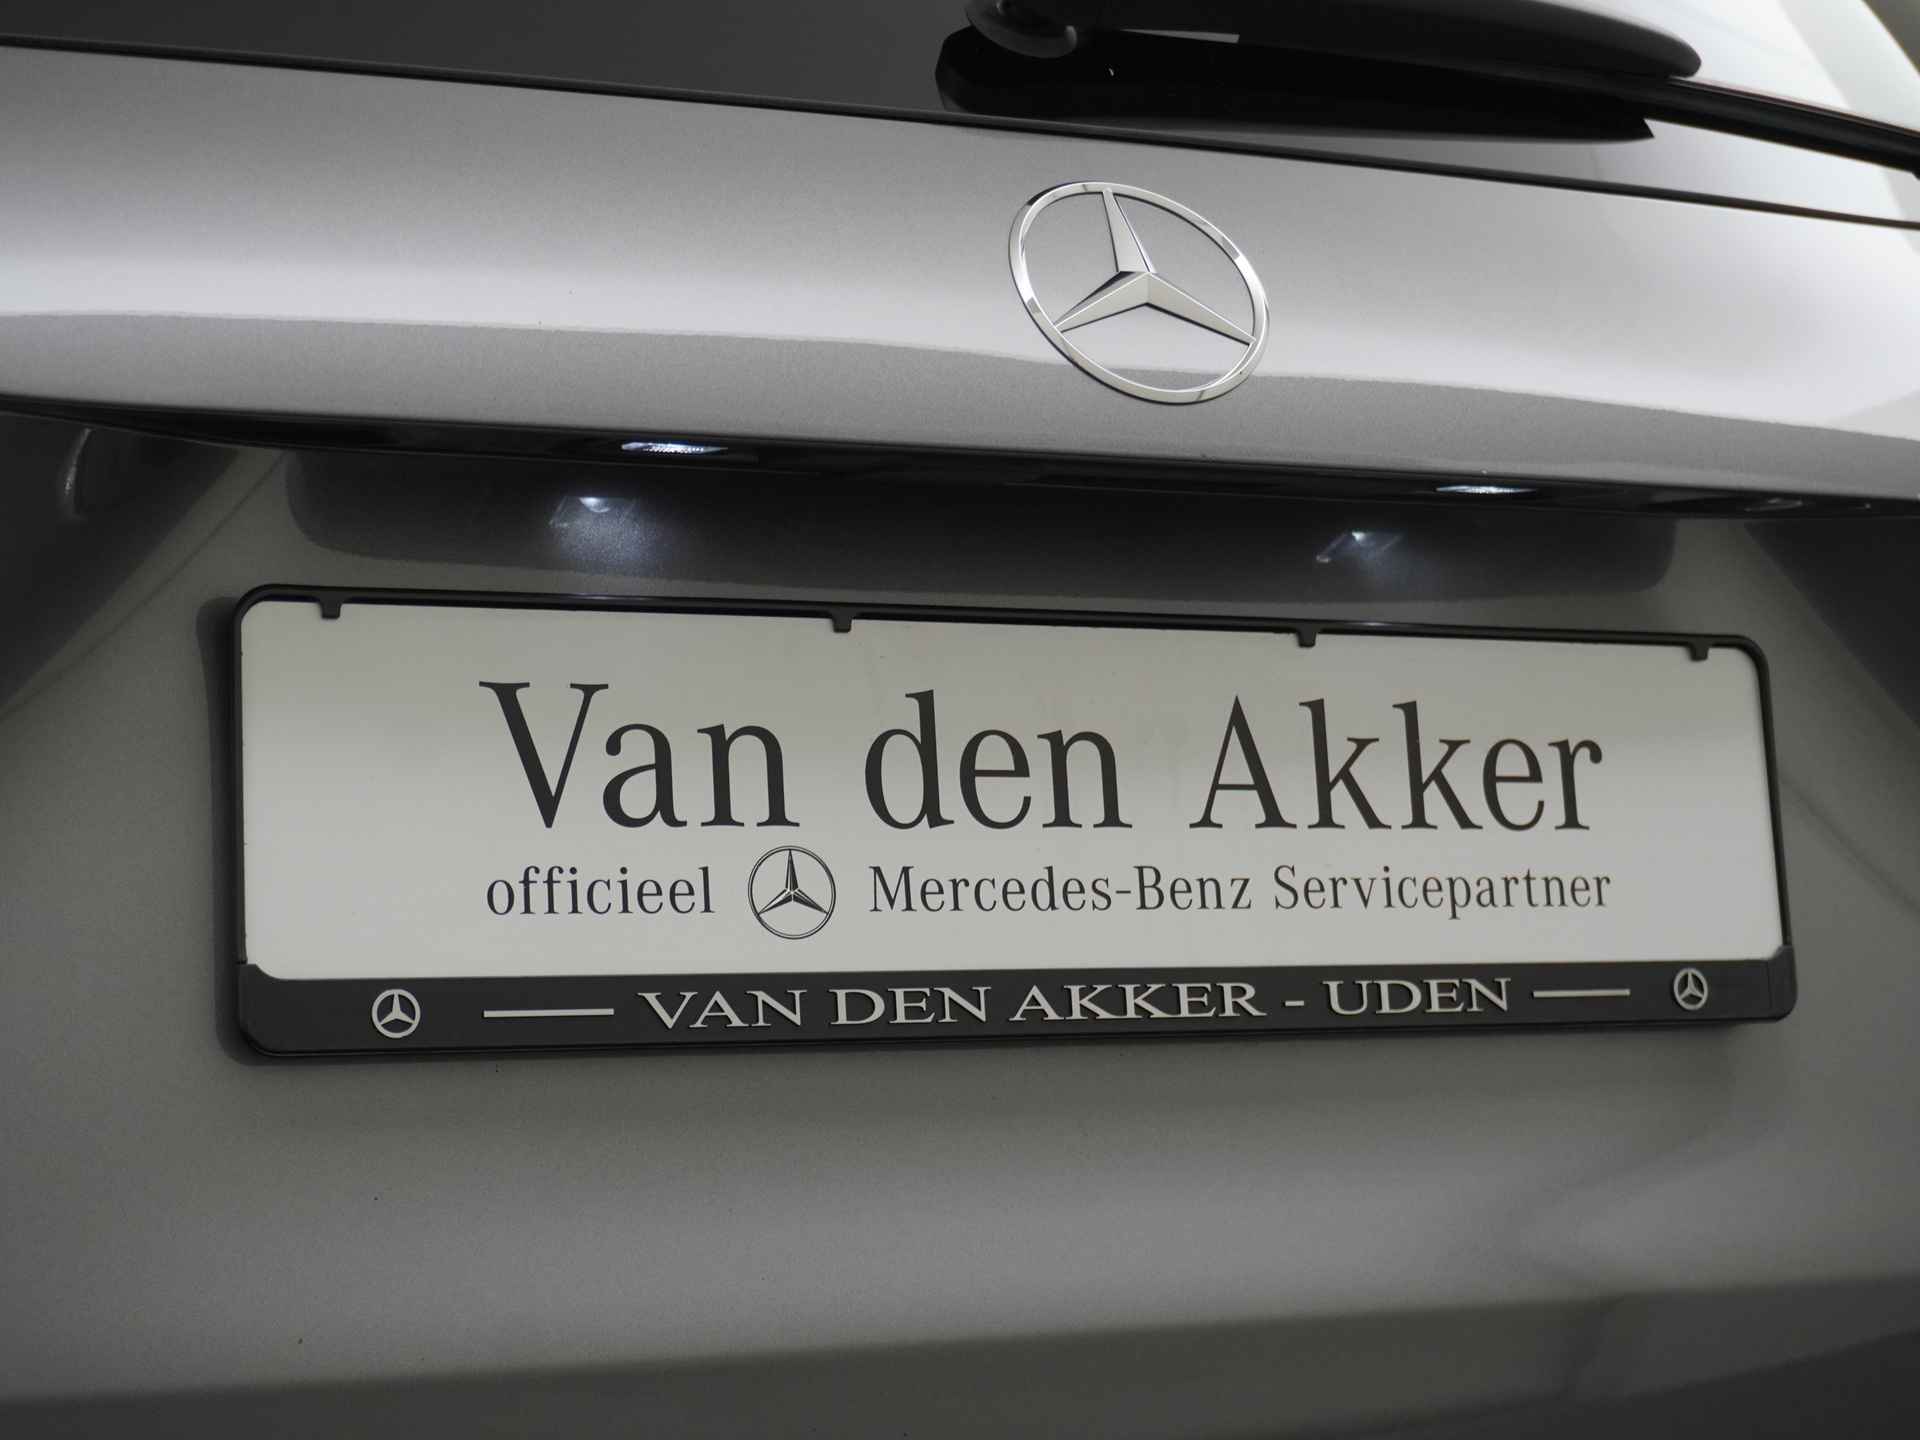 Van den Akker
officieel Mercedes-Benz Servicepartner
VAN DEN AKKER - UDEN